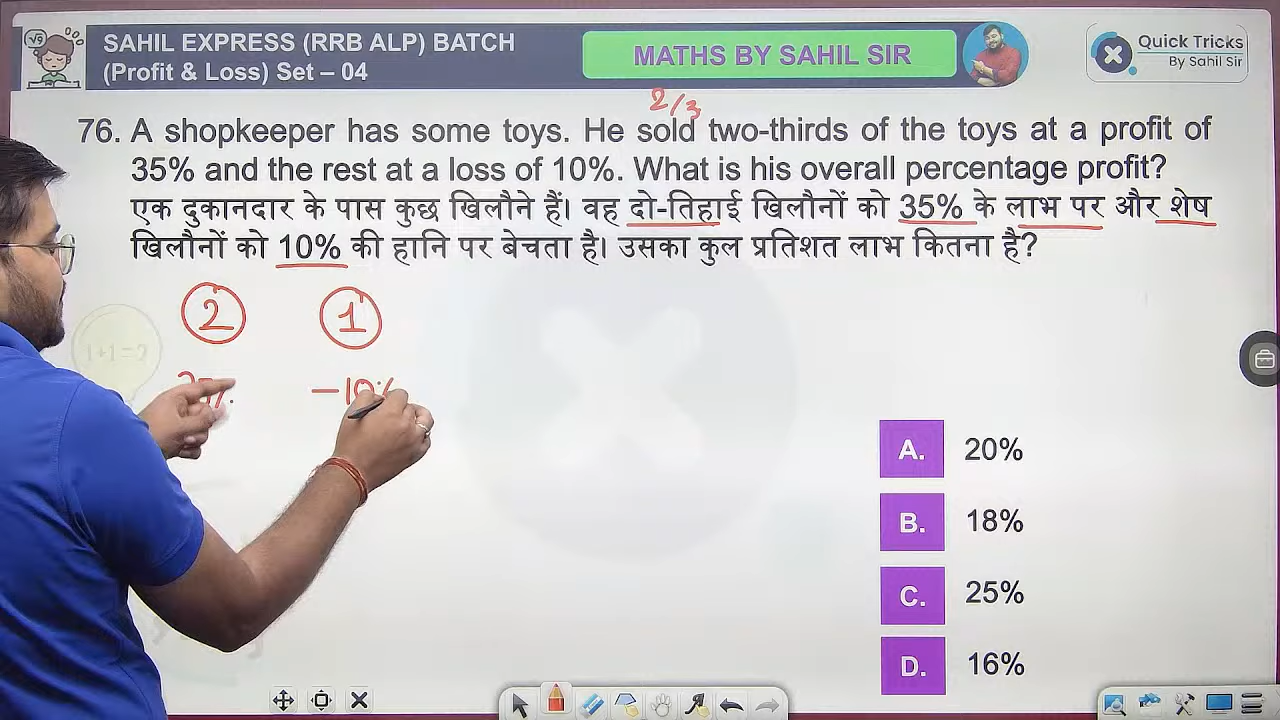 SAHIL EXPRESS (RRB ALP) BATCH
(Profit & Loss) Set – 04
MATHS BY SAHIL SIR
Quick Tricks
By Sahil Sir
2/3
76. A shopkeeper has some toys. He sold two-thirds of the toys at a profit of
35% and the rest at a loss of 10%. What is his overall percentage profit?
एक दुकानदार के पास कुछ खिलौने हैं। वह दो-तिहाई खिलौनों को 35% के लाभ पर और शेष
खिलौनों को 10% की हानि पर बेचता है। उसका कुल प्रतिशत लाभ कितना है?
2 1
1+1=?
-10%
A. 20%
B. 18%
C. 25%
D. 16%